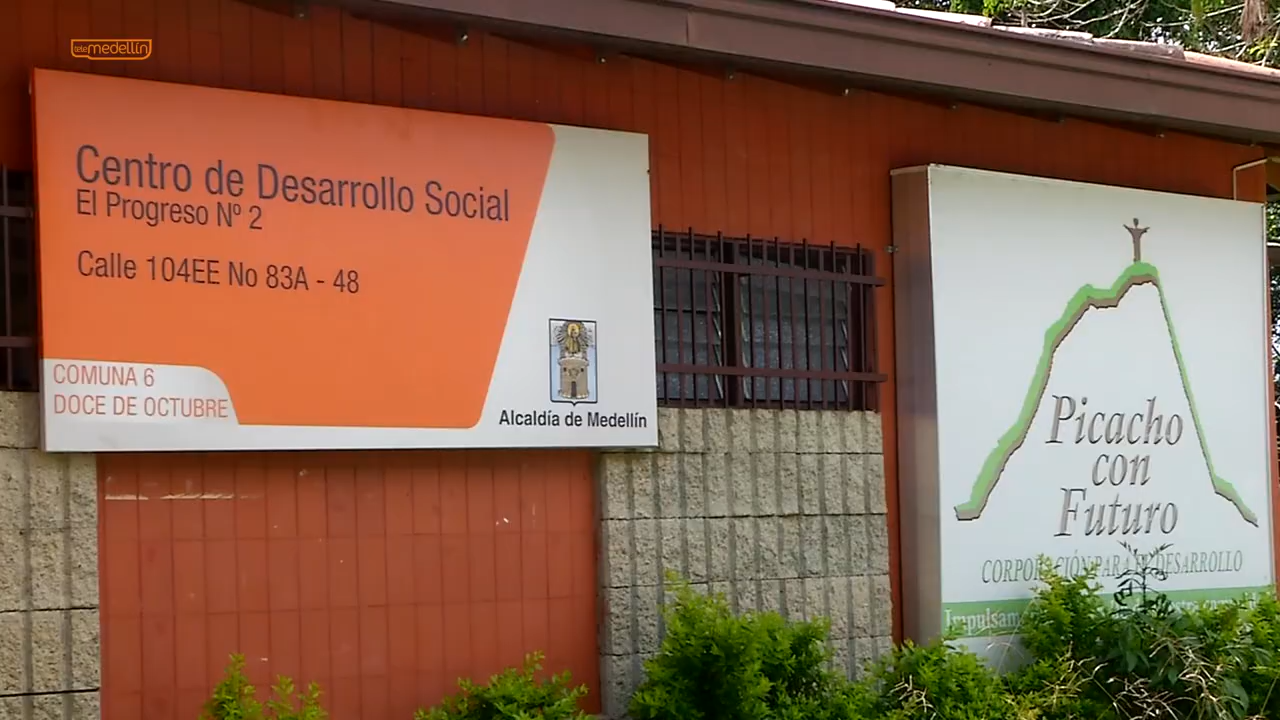 telemedellín
Centro de Desarrollo Social
El Progreso Nº 2
Calle 104EE No 83A - 48
COMUNA 6
DOCE DE OCTUBRE
Alcaldía de Medellín
Picacho
con
Futuro
CORPORACIÓN PARA EL DESARROLLO